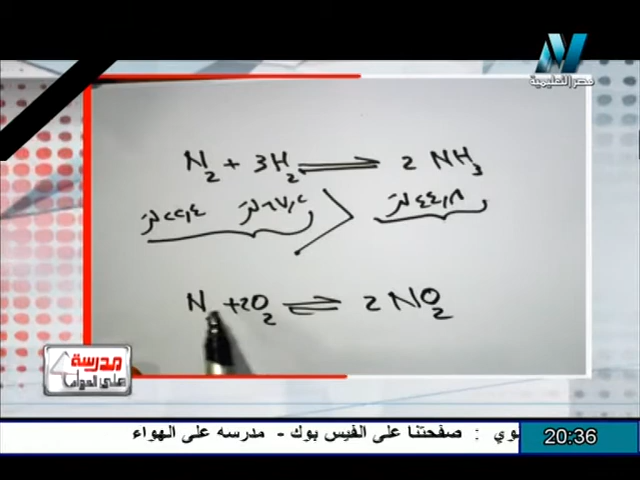 مصر التعليمية
N₂ + 3H₂ ⇌ 2 NH₃
٢٢,٤ لتر ٦٧,٢ لتر > ٤٤,٨ لتر
N + 2O₂ ⇌ 2 NO₂
مدرسة
على الهواء
وي : صفحتنا على الفيس بوك - مدرسه على الهواء
20:36